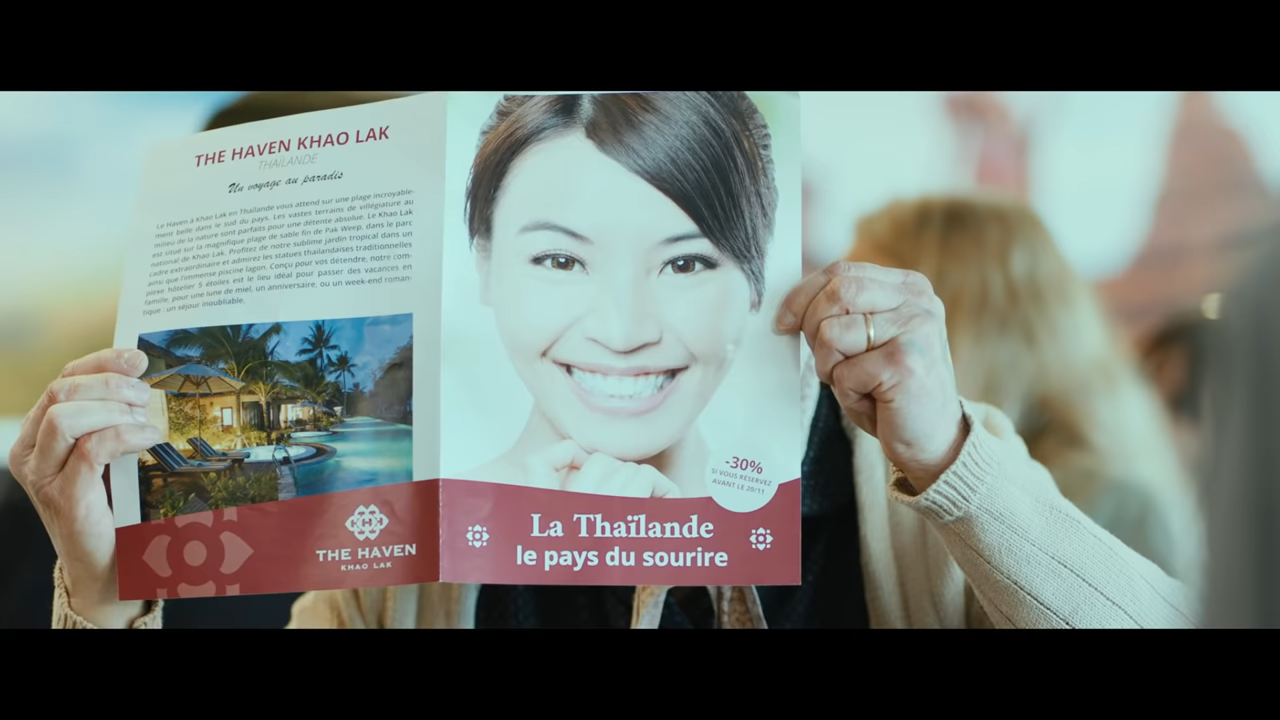 THE HAVEN KHAO LAK
THAÏLANDE
Un voyage au paradis
Le Haven à Khao Lak en Thaïlande vous attend sur une plage incroyable-
ment belle dans le sud du pays. Les vastes terrains de villégiature au
milieu de la nature sont parfaits pour une détente absolue. Le Khao Lak
est situé sur la magnifique plage de sable fin de Pak Weep, dans le parc
national de Khao Lak. Profitez de notre sublime jardin tropical dans un
cadre extraordinaire et admirez les statues thaïlandaises traditionnelles
ainsi que l'immense piscine lagon. Conçu pour vos détendre, notre com-
plexe hôtelier 5 étoiles est le lieu idéal pour passer des vacances en
famille, pour une lune de miel, un anniversaire, ou un week-end roman-
tique : un séjour inoubliable.
KHK
THE HAVEN
KHAO LAK
-30%
SI VOUS RÉSERVEZ
AVANT LE 20/11
La Thaïlande
le pays du sourire